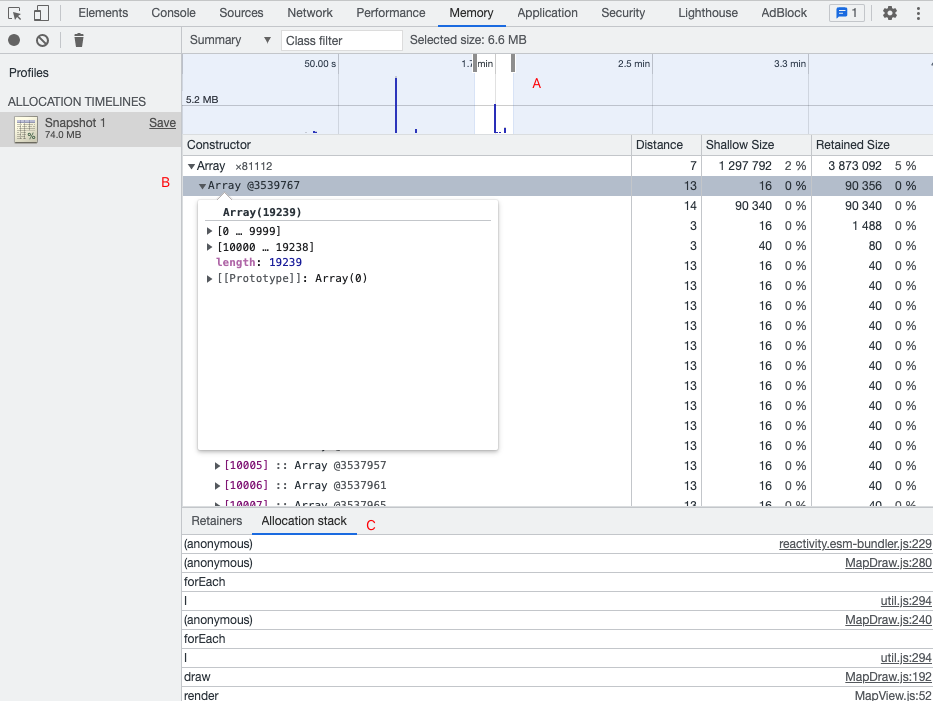 Elements Console Sources Network Performance Memory Application Security Lighthouse AdBlock 1
Summary ▼ Class filter Selected size: 6.6 MB
Profiles
ALLOCATION TIMELINES
Snapshot 1 Save
74.0 MB
50.00 s min 2.5 min 3.3 min
A
5.2 MB
Constructor Distance Shallow Size Retained Size
▼Array ×81112 7 1 297 792 2 % 3 873 092 5 %
B
▼Array @3539767 13 16 0 % 90 356 0 %
14 90 340 0 % 90 340 0 %
3 16 0 % 1 488 0 %
3 40 0 % 80 0 %
13 16 0 % 40 0 %
13 16 0 % 40 0 %
13 16 0 % 40 0 %
13 16 0 % 40 0 %
13 16 0 % 40 0 %
13 16 0 % 40 0 %
13 16 0 % 40 0 %
13 16 0 % 40 0 %
13 16 0 % 40 0 %
13 16 0 % 40 0 %
Array(19239)
▶[0 … 9999]
▶[10000 … 19238]
length: 19239
▶[[Prototype]]: Array(0)
▶[10005] :: Array @3537957 13 16 0 % 40 0 %
▶[10006] :: Array @3537961 13 16 0 % 40 0 %
▶[10007] :: Array @3537965 13 16 0 % 40 0 %
Retainers Allocation stack C
(anonymous) reactivity.esm-bundler.js:229
(anonymous) MapDraw.js:280
forEach
l util.js:294
(anonymous) MapDraw.js:240
forEach
l util.js:294
draw MapDraw.js:192
render MapView.js:52